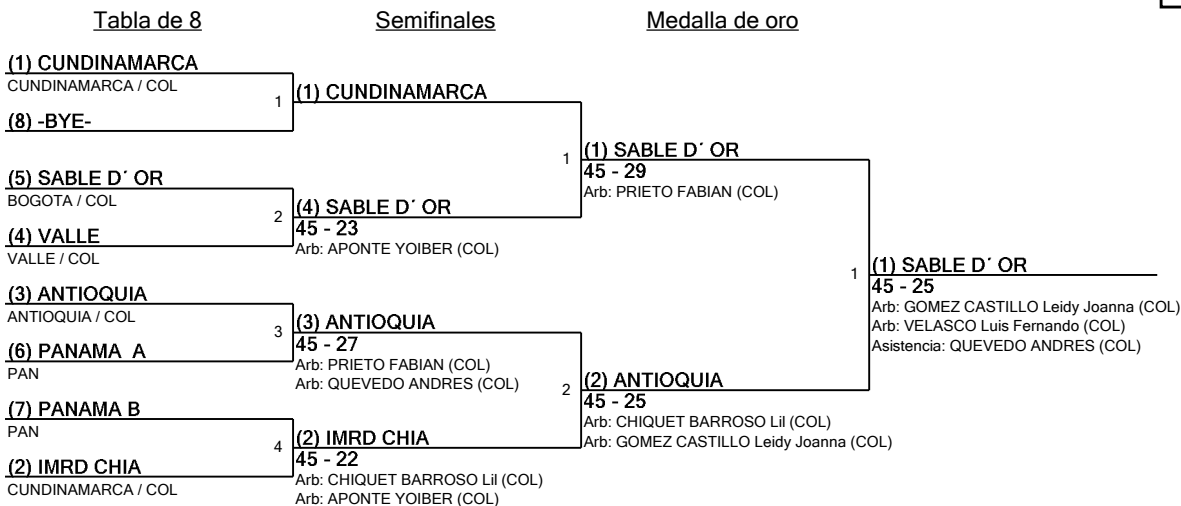 Tabla de 8
Semifinales
Medalla de oro
(1) CUNDINAMARCA
CUNDINAMARCA / COL
(8) -BYE-
(5) SABLE D´ OR
BOGOTA / COL
(4) VALLE
VALLE / COL
(3) ANTIOQUIA
ANTIOQUIA / COL
(6) PANAMA  A
PAN
(7) PANAMA B
PAN
(2) IMRD CHIA
CUNDINAMARCA / COL
1
2
3
4
(1) CUNDINAMARCA
(4) SABLE D´ OR
45 - 23
Arb: APONTE YOIBER (COL)
(3) ANTIOQUIA
45 - 27
Arb: PRIETO FABIAN (COL)
Arb: QUEVEDO ANDRES (COL)
(2) IMRD CHIA
45 - 22
Arb: CHIQUET BARROSO Lil (COL)
Arb: APONTE YOIBER (COL)
1
2
(1) SABLE D´ OR
45 - 29
Arb: PRIETO FABIAN (COL)
(2) ANTIOQUIA
45 - 25
Arb: CHIQUET BARROSO Lil (COL)
Arb: GOMEZ CASTILLO Leidy Joanna (COL)
1
(1) SABLE D´ OR
45 - 25
Arb: GOMEZ CASTILLO Leidy Joanna (COL)
Arb: VELASCO Luis Fernando (COL)
Asistencia: QUEVEDO ANDRES (COL)